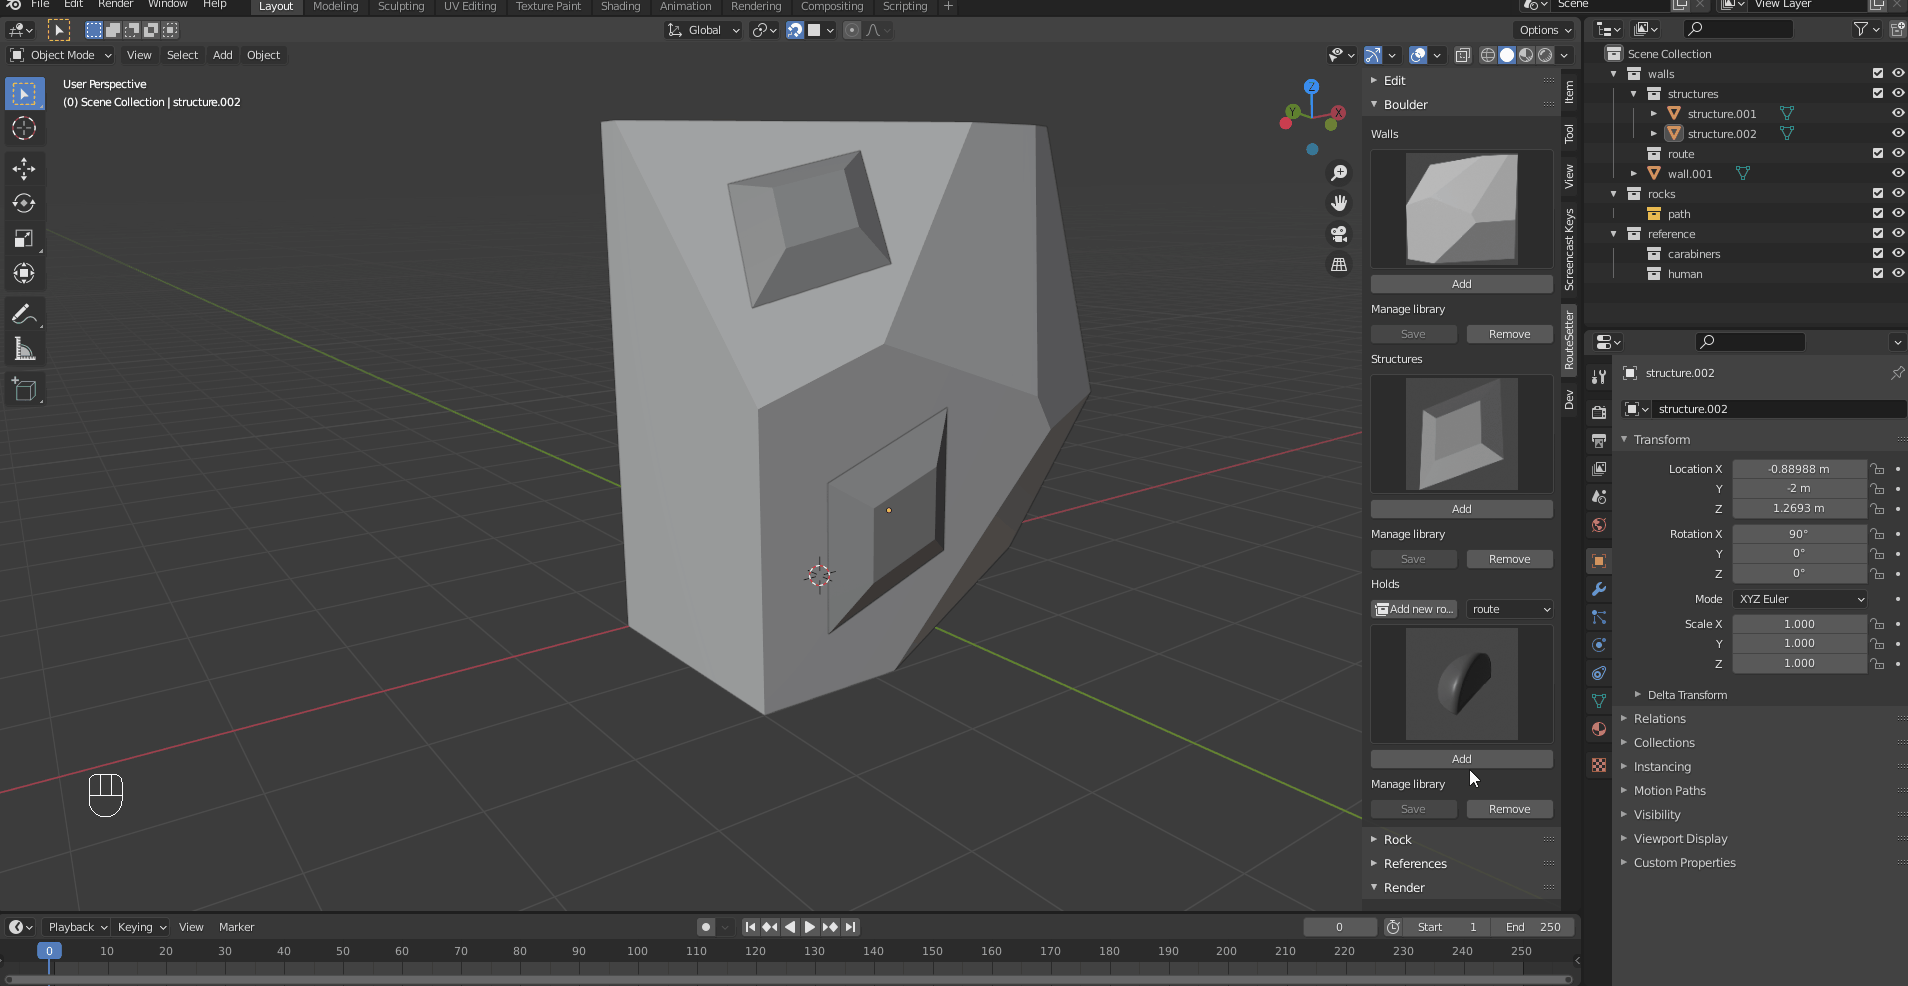 File Edit Render Window Help Layout Modeling Sculpting UV Editing Texture Paint Shading Animation Rendering Compositing Scripting + Scene View Layer
Global Options
Object Mode View Select Add Object
User Perspective
(0) Scene Collection | structure.002
Z
Y
X
Edit
Boulder
Walls
Add
Manage library
Save Remove
Structures
Add
Manage library
Save Remove
Holds
Add new ro... route
Add
Manage library
Save Remove
Rock
References
Render
Item
Tool
View
Screencast Keys
RouteSetter
Dev
Scene Collection
walls
structures
structure.001
structure.002
route
wall.001
rocks
path
reference
carabiners
human
structure.002
structure.002
Transform
Location X -0.88988 m
Y -2 m
Z 1.2693 m
Rotation X 90°
Y 0°
Z 0°
Mode XYZ Euler
Scale X 1.000
Y 1.000
Z 1.000
Delta Transform
Relations
Collections
Instancing
Motion Paths
Visibility
Viewport Display
Custom Properties
Playback Keying View Marker 0 Start 1 End 250
0 10 20 30 40 50 60 70 80 90 100 110 120 130 140 150 160 170 180 190 200 210 220 230 240 250